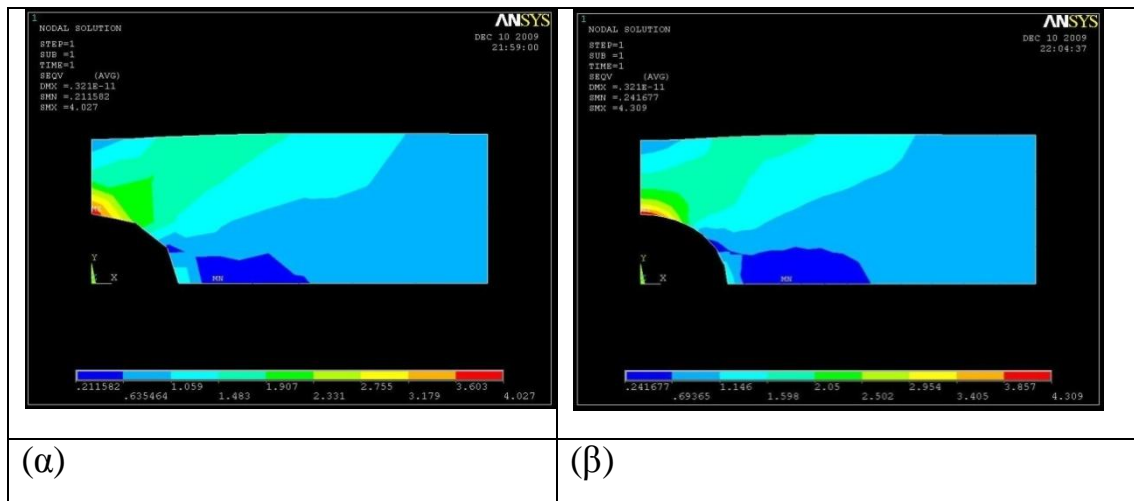 1
ANSYS
NODAL SOLUTION
DEC 10 2009
21:59:00
STEP=1
SUB =1
TIME=1
SEQV (AVG)
DMX =.321E-11
SMN =.211582
SMX =4.027
Y
X
MN
.211582 1.059 1.907 2.755 3.603
.635464 1.483 2.331 3.179 4.027
(α)
1
ANSYS
NODAL SOLUTION
DEC 10 2009
22:04:37
STEP=1
SUB =1
TIME=1
SEQV (AVG)
DMX =.321E-11
SMN =.241677
SMX =4.309
Y
X
MN
.241677 1.146 2.05 2.954 3.857
.69365 1.598 2.502 3.405 4.309
(β)